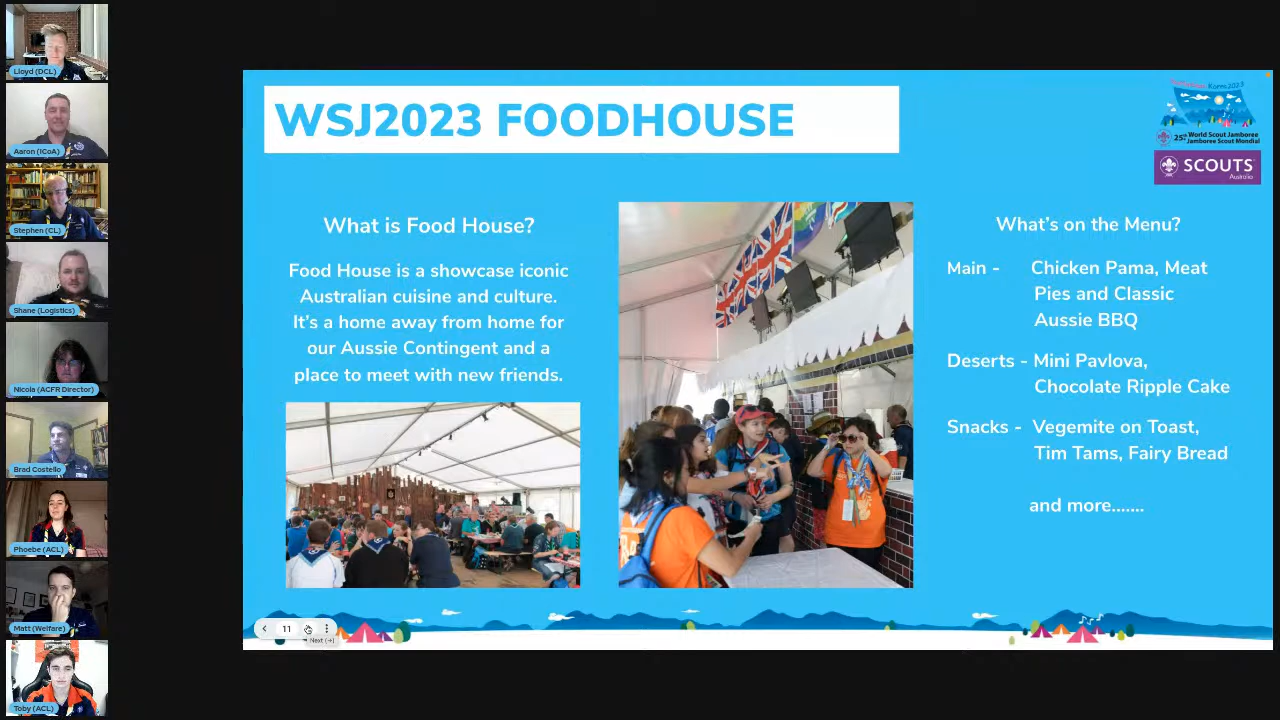 Lloyd (DCL)
Aaron (ICoA)
Stephen (CL)
Shane (Logistics)
Nicola (ACFR Director)
Brad Costello
Phoebe (ACL)
Matt (Welfare)
Toby (ACL)
WSJ2023 FOODHOUSE
Korea 2023
25th World Scout Jamboree
Jamboree Scout Mondial
SCOUTS
Australia
What is Food House?
Food House is a showcase iconic
Australian cuisine and culture.
It's a home away from home for
our Aussie Contingent and a
place to meet with new friends.
What's on the Menu?
Main - Chicken Pama, Meat
Pies and Classic
Aussie BBQ
Deserts - Mini Pavlova,
Chocolate Ripple Cake
Snacks - Vegemite on Toast,
Tim Tams, Fairy Bread
and more.......
11
Next (→)